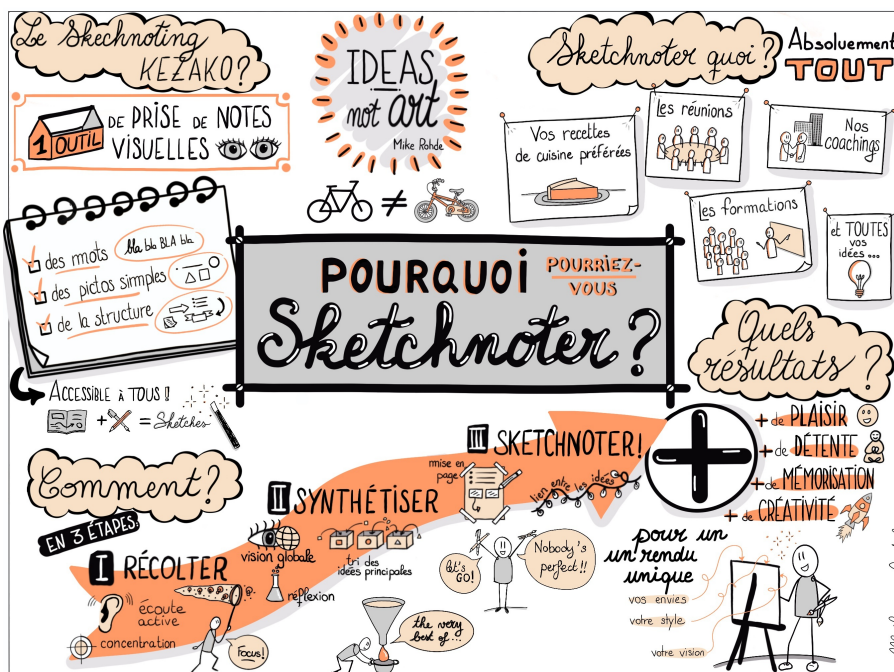 Le Skechnoting
KEZAKO?
1 OUTIL
DE PRISE DE NOTES
VISUELLES
IDEAS
not art
Mike Rohde
≠
Sketchnoter quoi?
Absoluement
TOUT
Vos recettes
de cuisine préférées
les réunions
Nos
coachings
Les formations
et TOUTES
vos
idées ...
des mots
bla bla BLA bla
des pictos simples
de la structure
ACCESSIBLE À TOUS !!
+ = Sketches
POURQUOI
POURRIEZ-
VOUS
Sketchnoter?
Quels
résultats?
+ de PLAISIR
+ de DÉTENTE
+ de MÉMORISATION
+ de CRÉATIVITÉ
Comment?
EN 3 ÉTAPES
I RÉCOLTER
écoute
active
concentration
Focus!
II SYNTHÉTISER
vision globale
tri des
idées principales
réflexion
the very
best of...
III SKETCHNOTER!
mise en
page
lien entre les idées
let's
GO!
Nobody's
perfect!!
pour un
un rendu
unique
vos envies
votre style
votre vision